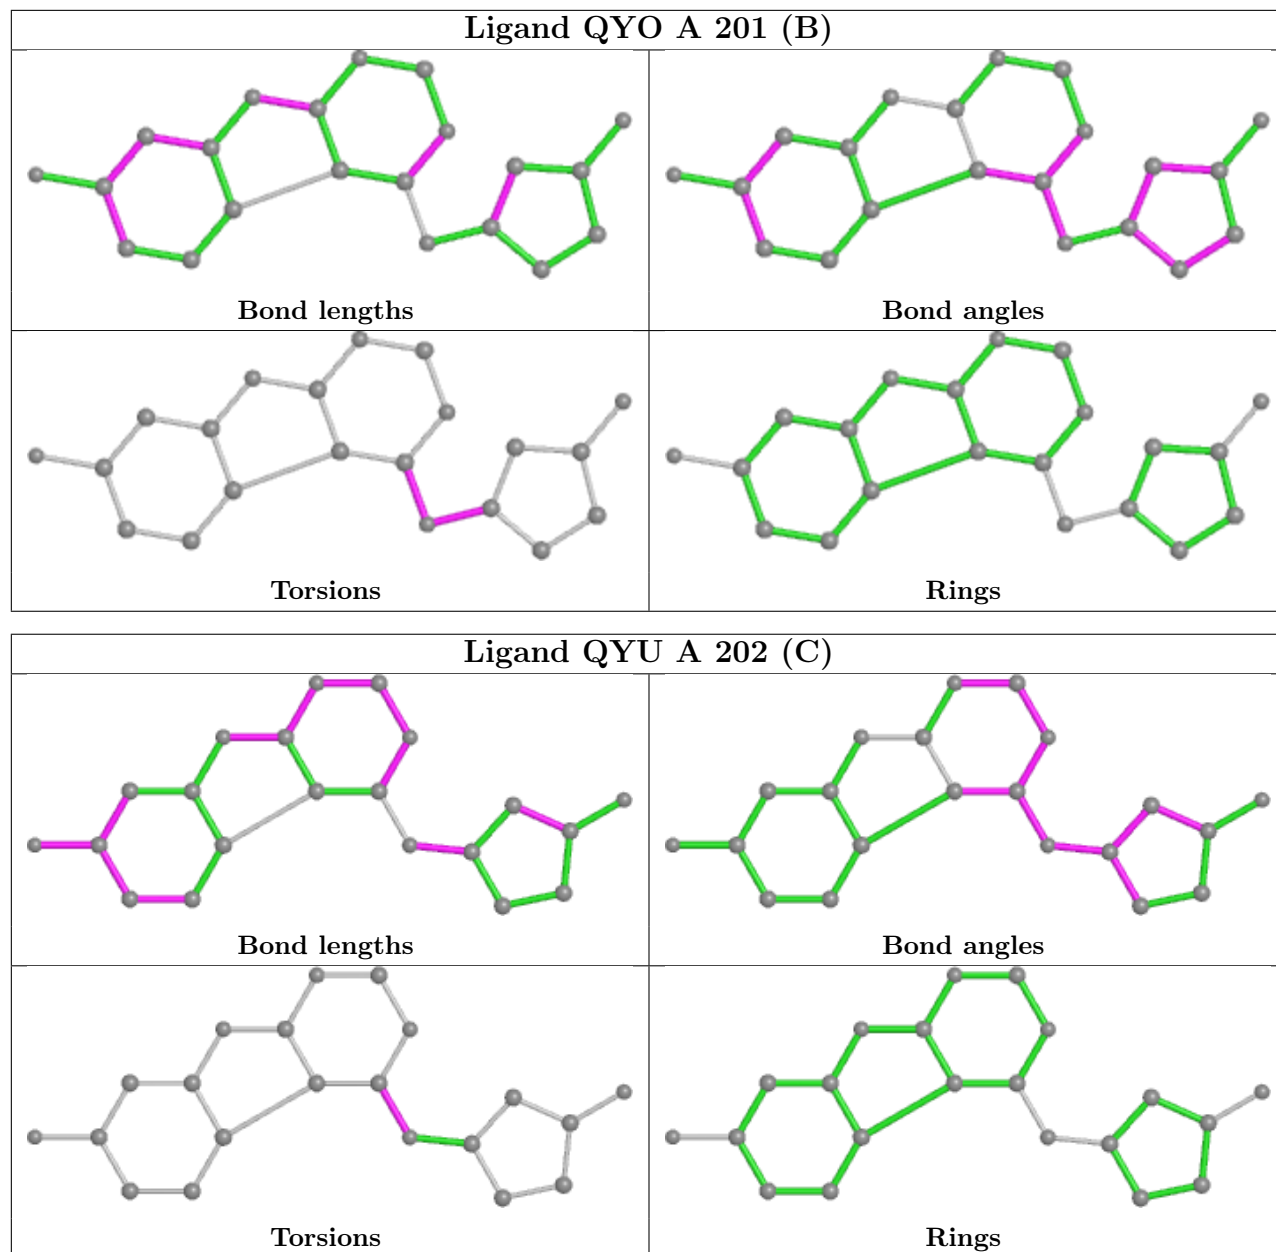 Ligand QYO A 201 (B)
Bond lengths
Bond angles
Torsions
Rings
Ligand QYU A 202 (C)
Bond lengths
Bond angles
Torsions
Rings